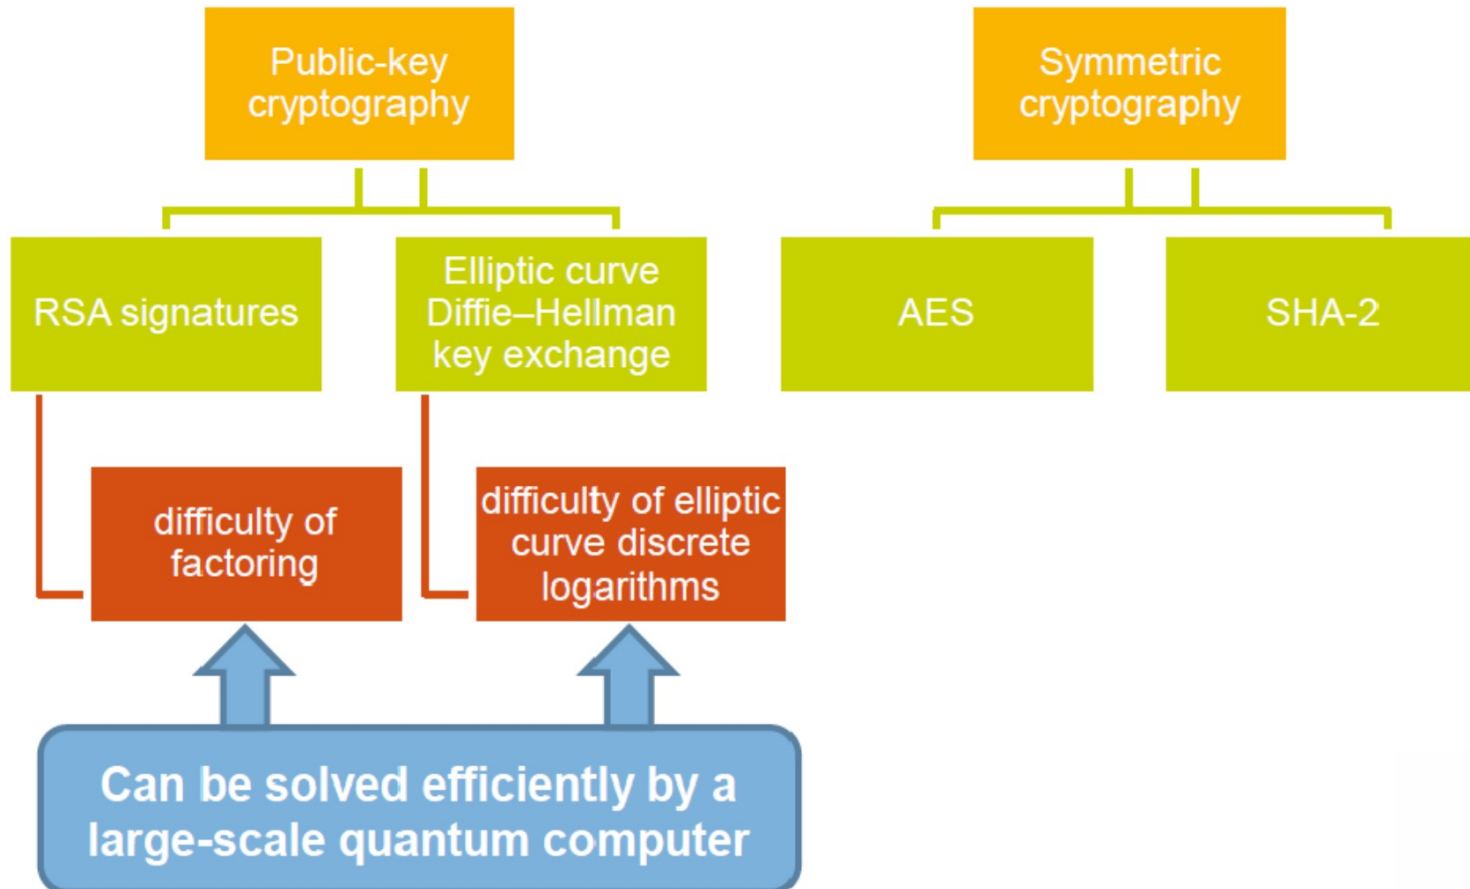 Public-key
cryptography
Symmetric
cryptography
RSA signatures
Elliptic curve
Diffie–Hellman
key exchange
AES
SHA-2
difficulty of
factoring
difficulty of elliptic
curve discrete
logarithms
Can be solved efficiently by a
large-scale quantum computer